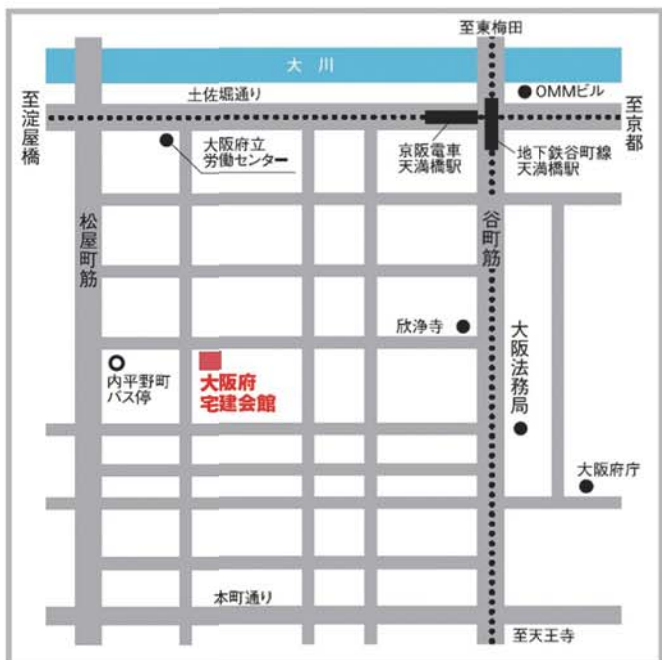 至東梅田
大川
土佐堀通り
OMMビル
至淀屋橋
至京都
大阪府立
労働センター
京阪電車
天満橋駅
地下鉄谷町線
天満橋駅
松屋町筋
谷町筋
欣浄寺
大阪法務局
内平野町
バス停
大阪府
宅建会館
大阪府庁
本町通り
至天王寺